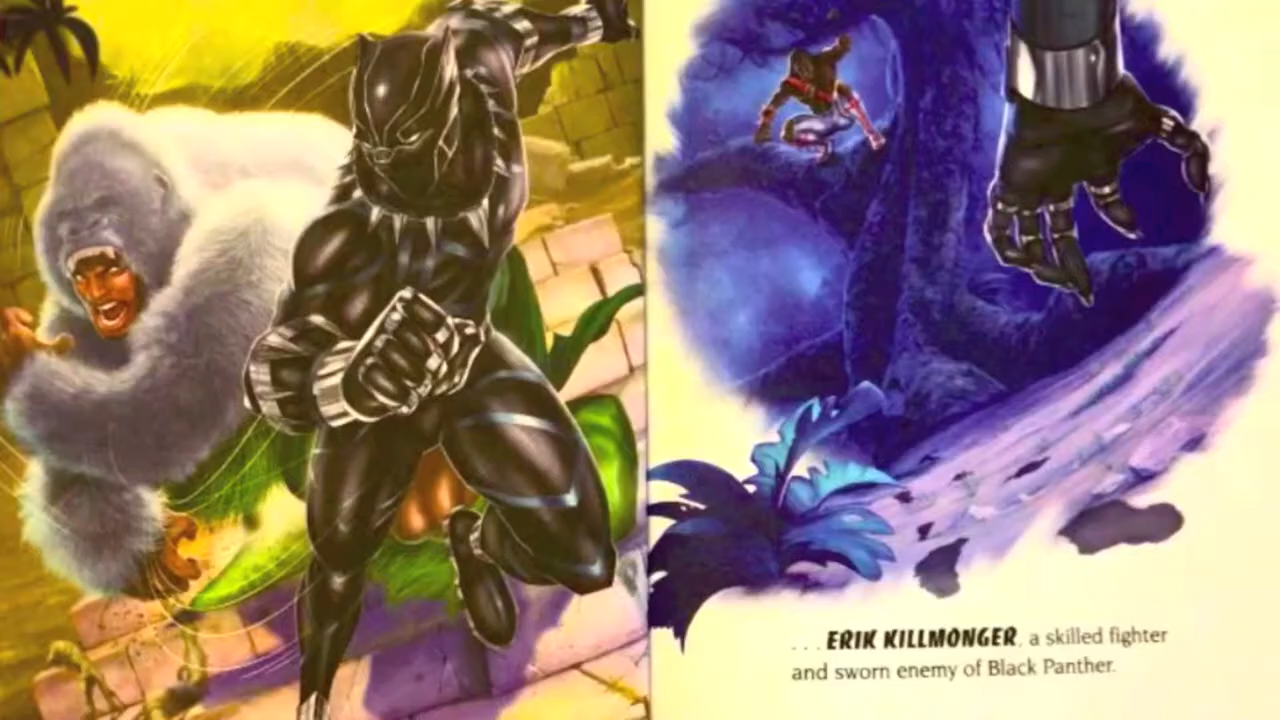 ... ERIK KILLMONGER, a skilled fighter
and sworn enemy of Black Panther.